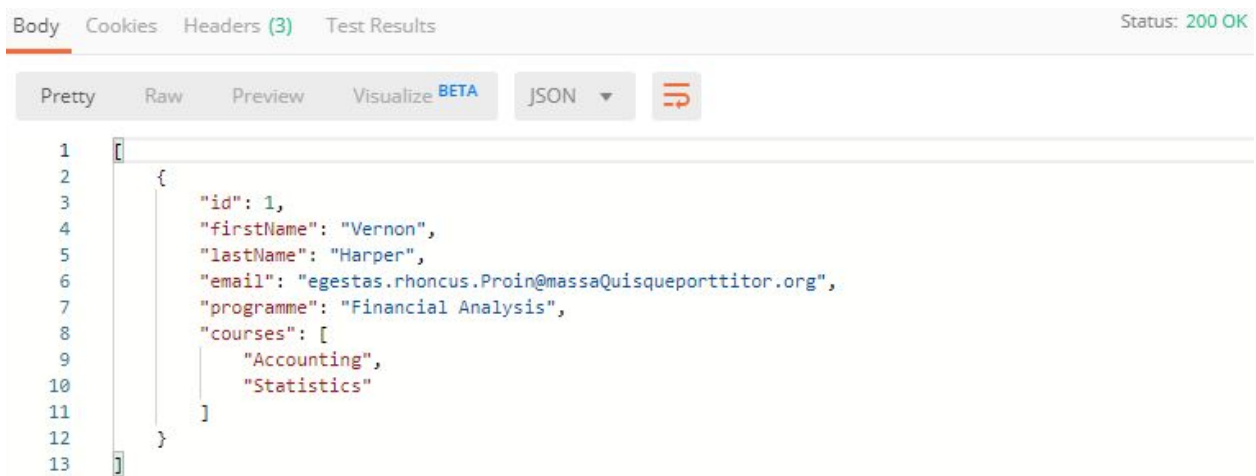 Body Cookies Headers (3) Test Results Status: 200 OK
Pretty Raw Preview Visualize BETA JSON
1 [
2 {
3 "id": 1,
4 "firstName": "Vernon",
5 "lastName": "Harper",
6 "email": "egestas.rhoncus.Proin@massaQuisqueporttitor.org",
7 "programme": "Financial Analysis",
8 "courses": [
9 "Accounting",
10 "Statistics"
11 ]
12 }
13 ]